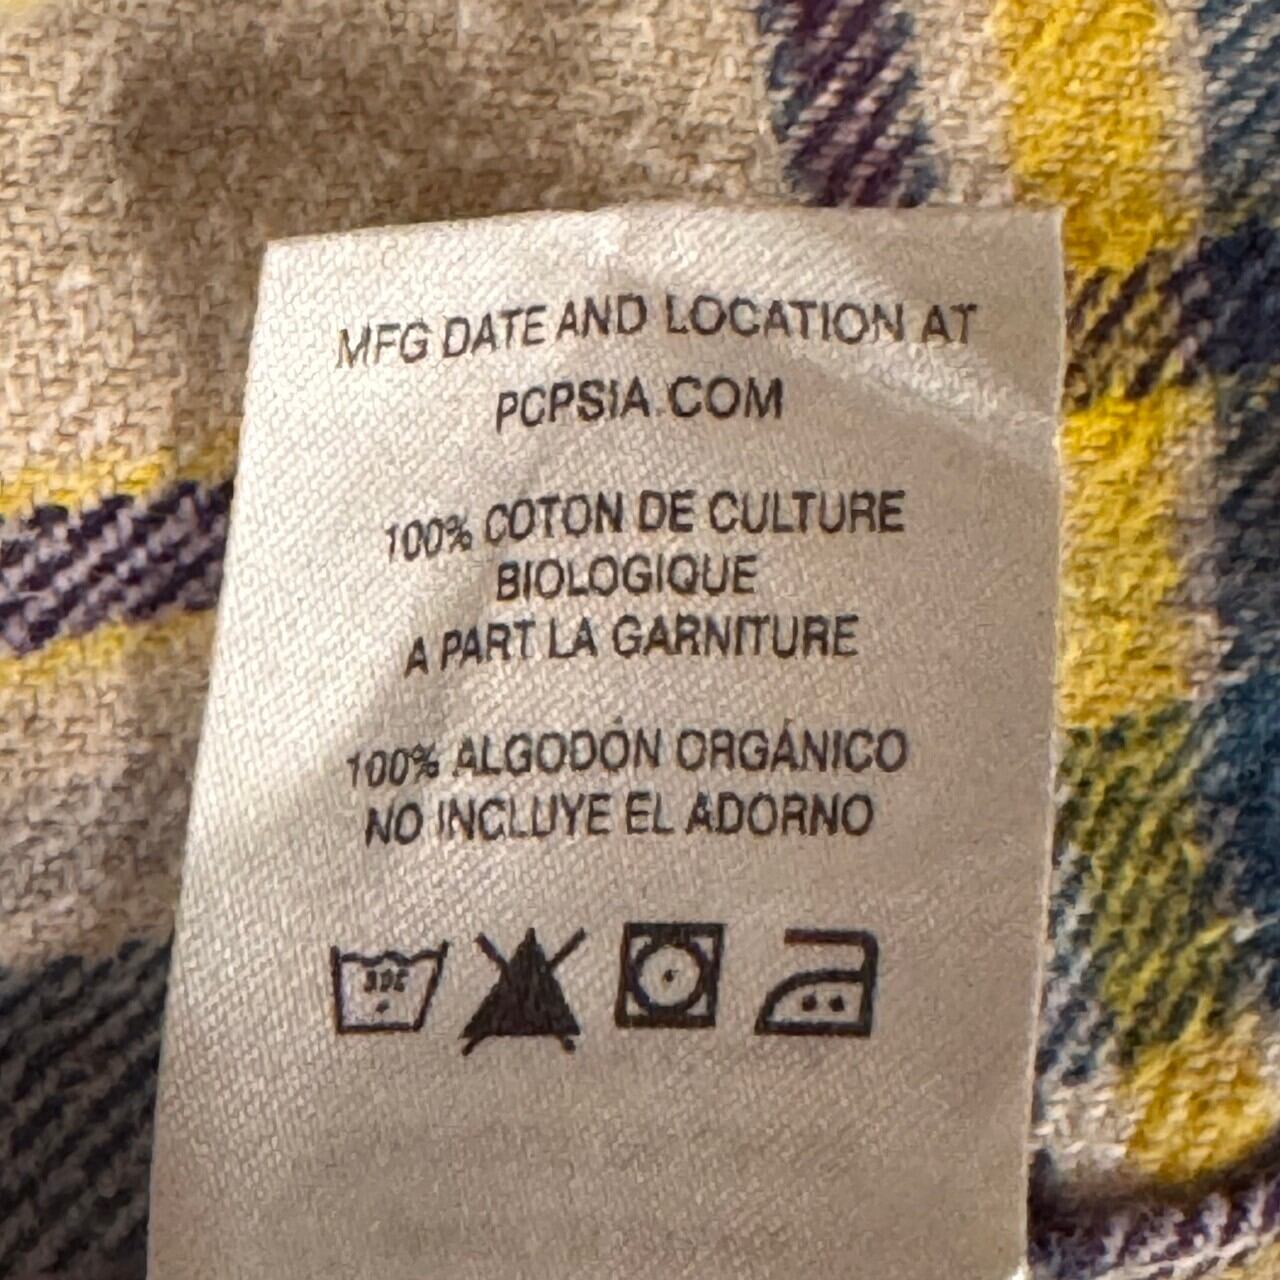 MFG DATE AND LOCATION AT
PCPSIA.COM
100% COTON DE CULTURE
BIOLOGIQUE
A PART LA GARNITURE
100% ALGODÓN ORGÁNICO
NO INCLUYE EL ADORNO
30C